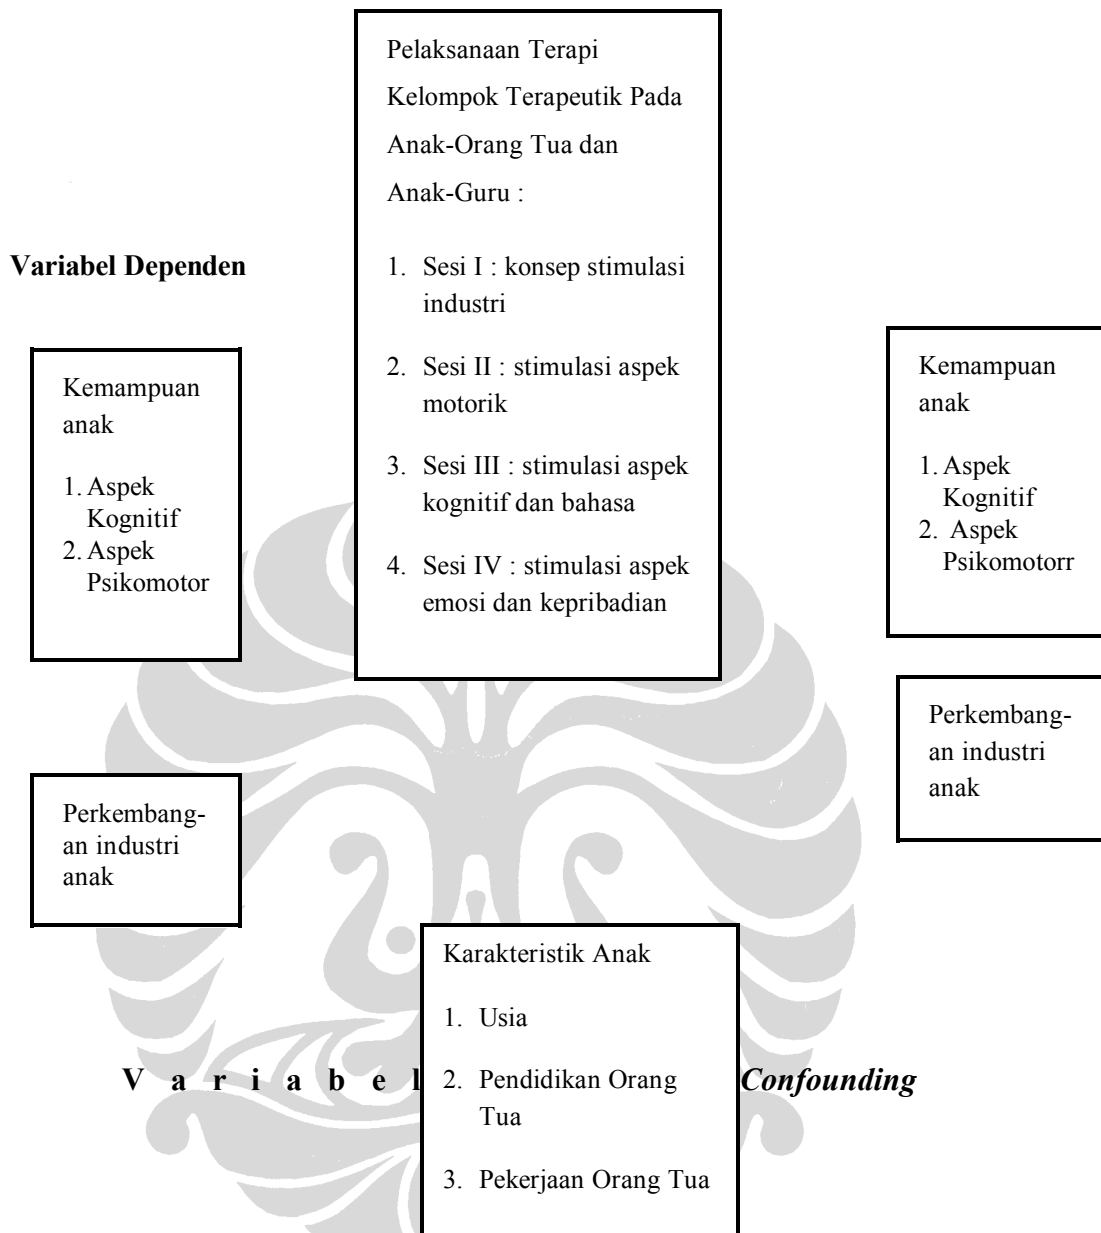 Pelaksanaan Terapi
Kelompok Terapeutik Pada
Anak-Orang Tua dan
Anak-Guru :
1. Sesi I : konsep stimulasi
industri
2. Sesi II : stimulasi aspek
motorik
3. Sesi III : stimulasi aspek
kognitif dan bahasa
4. Sesi IV : stimulasi aspek
emosi dan kepribadian
Variabel Dependen
Kemampuan
anak
1. Aspek
Kognitif
2. Aspek
Psikomotor
Kemampuan
anak
1. Aspek
Kognitif
2. Aspek
Psikomotorr
Perkembang-
an industri
anak
Perkembang-
an industri
anak
Karakteristik Anak
1. Usia
2. Pendidikan Orang
Tua
3. Pekerjaan Orang Tua
V a r i a b e l Confounding